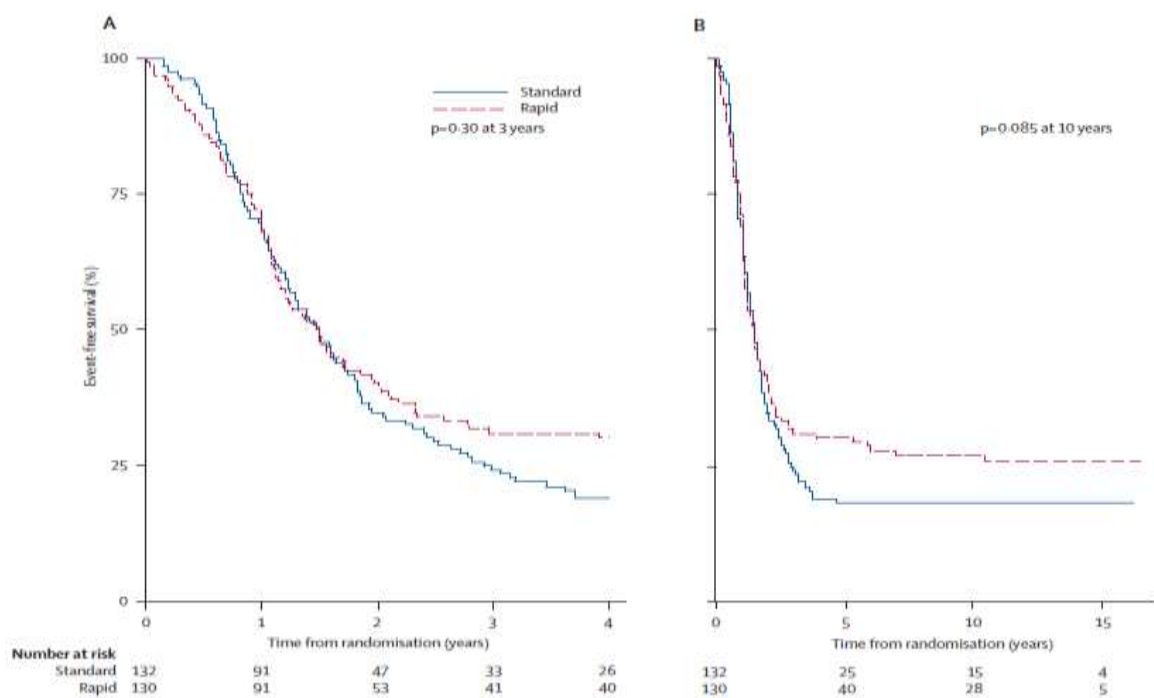 A
B
100
75
50
25
0
Event-free survival (%)
Standard
Rapid
p=0·30 at 3 years
p=0·085 at 10 years
0 1 2 3 4
0 5 10 15
Time from randomisation (years)
Time from randomisation (years)
Number at risk
Standard 132 91 47 33 26 132 25 15 4
Rapid 130 91 53 41 40 130 40 28 5